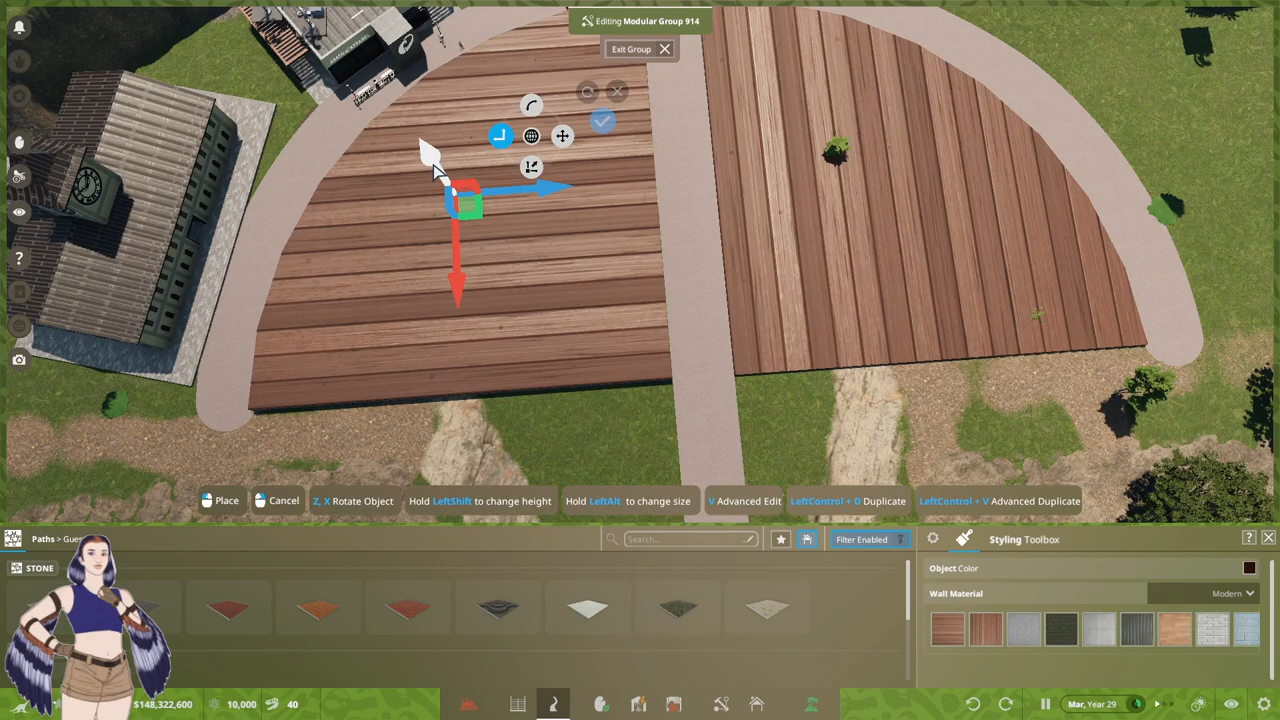 Editing Modular Group 914
Exit Group
Place
Cancel
Z, X Rotate Object
Hold LeftShift to change height
Hold LeftAlt to change size
V Advanced Edit
LeftControl + D Duplicate
LeftControl + V Advanced Duplicate
Paths > Gues
Search...
Filter Enabled
Styling Toolbox
?
STONE
Object Color
Wall Material
Modern
$148,322,600
10,000
40
Mar, Year 29